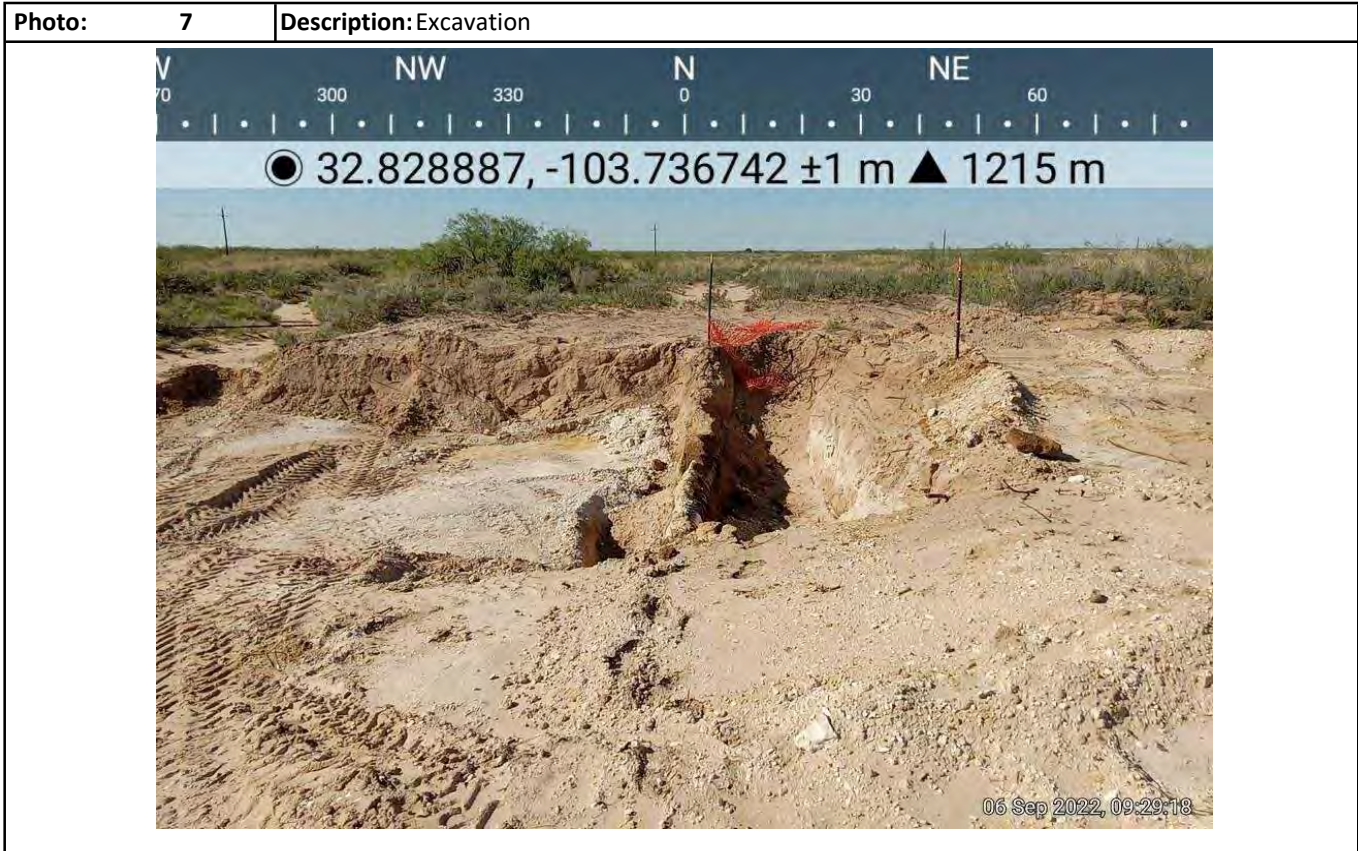 Photo: 7 Description: Excavation
W NW N NE
70 300 330 0 30 60
32.828887, -103.736742 ±1 m ▲ 1215 m
06 Sep 2022, 09:29:18